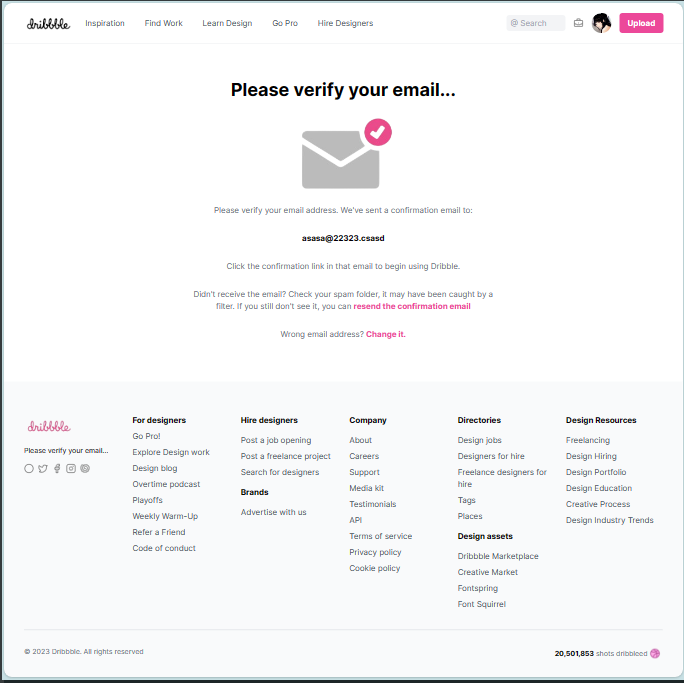 dribbble Inspiration Find Work Learn Design Go Pro Hire Designers Search Upload
Please verify your email...
Please verify your email address. We've sent a confirmation email to:
asasa@22323.csasd
Click the confirmation link in that email to begin using Dribble.
Didn't receive the email? Check your spam folder, it may have been caught by a
filter. If you still don't see it, you can resend the confirmation email
Wrong email address? Change it.
dribbble
Please verify your email...
For designers
Go Pro!
Explore Design work
Design blog
Overtime podcast
Playoffs
Weekly Warm-Up
Refer a Friend
Code of conduct
Hire designers
Post a job opening
Post a freelance project
Search for designers
Brands
Advertise with us
Company
About
Careers
Support
Media kit
Testimonials
API
Terms of service
Privacy policy
Cookie policy
Directories
Design jobs
Designers for hire
Freelance designers for
hire
Tags
Places
Design assets
Dribbble Marketplace
Creative Market
Fontspring
Font Squirrel
Design Resources
Freelancing
Design Hiring
Design Portfolio
Design Education
Creative Process
Design Industry Trends
© 2023 Dribbble. All rights reserved
20,501,853 shots dribbleed